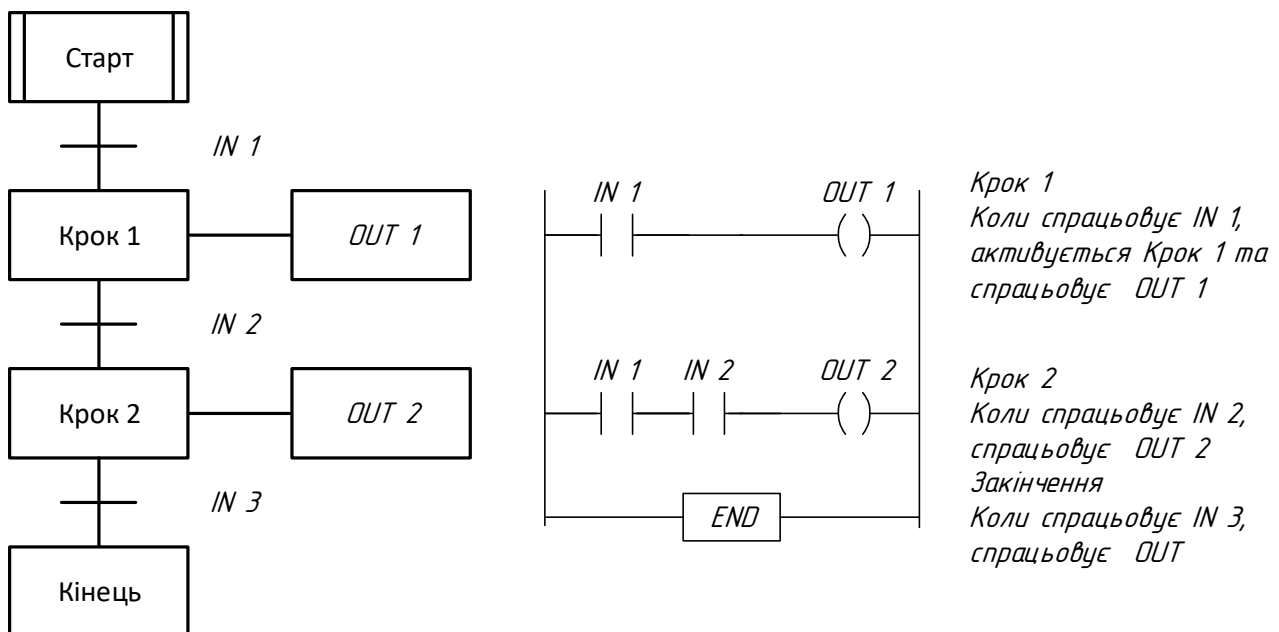 Старт
IN 1
Крок 1
OUT 1
IN 2
Крок 2
OUT 2
IN 3
Кінець
IN 1
OUT 1
IN 1
IN 2
OUT 2
END
Крок 1
Коли спрацьовує IN 1,
активується Крок 1 та
спрацьовує OUT 1
Крок 2
Коли спрацьовує IN 2,
спрацьовує OUT 2
Закінчення
Коли спрацьовує IN 3,
спрацьовує OUT